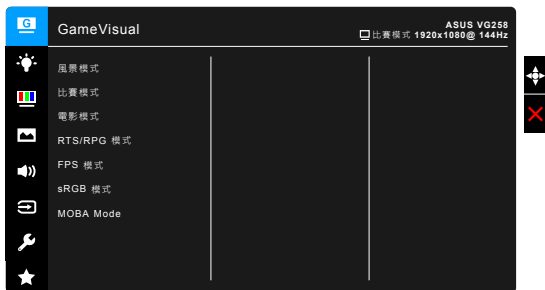 G
GameVisual
ASUS VG258
比賽模式 1920x1080@ 144Hz
風景模式
比賽模式
電影模式
RTS/RPG 模式
FPS 模式
sRGB 模式
MOBA Mode